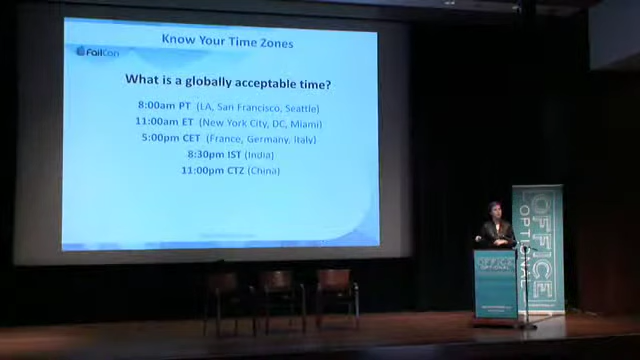 Know Your Time Zones
FailCon
What is a globally acceptable time?
8:00am PT (LA, San Francisco, Seattle)
11:00am ET (New York City, DC, Miami)
5:00pm CET (France, Germany, Italy)
8:30pm IST (India)
11:00pm CTZ (China)
OFFICE
OPTIONAL
OFFICE
OPTIONAL